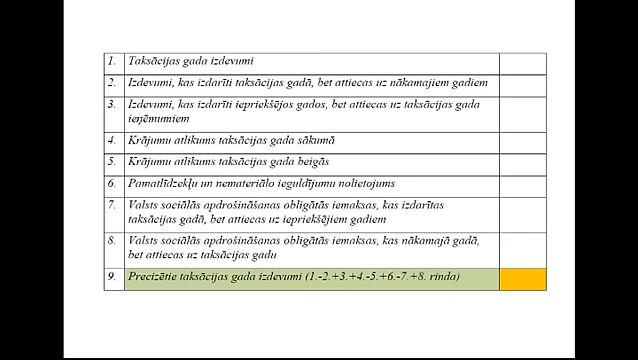 1. Taksācijas gada izdevumi
2. Izdevumi, kas izdarīti taksācijas gadā, bet attiecas uz nākamajiem gadiem
3. Izdevumi, kas izdarīti iepriekšējos gados, bet attiecas uz taksācijas gada
ieņēmumiem
4. Krājumu atlikums taksācijas gada sākumā
5. Krājumu atlikums taksācijas gada beigās
6. Pamatlīdzekļu un nemateriālo ieguldījumu nolietojums
7. Valsts sociālās apdrošināšanas obligātās iemaksas, kas izdarītas
taksācijas gadā, bet attiecas uz iepriekšējiem gadiem
8. Valsts sociālās apdrošināšanas obligātās iemaksas, kas nākamajā gadā,
bet attiecas uz taksācijas gadu
9. Precizētie taksācijas gada izdevumi (1.-2.+3.+4.-5.+6.-7.+8. rinda)